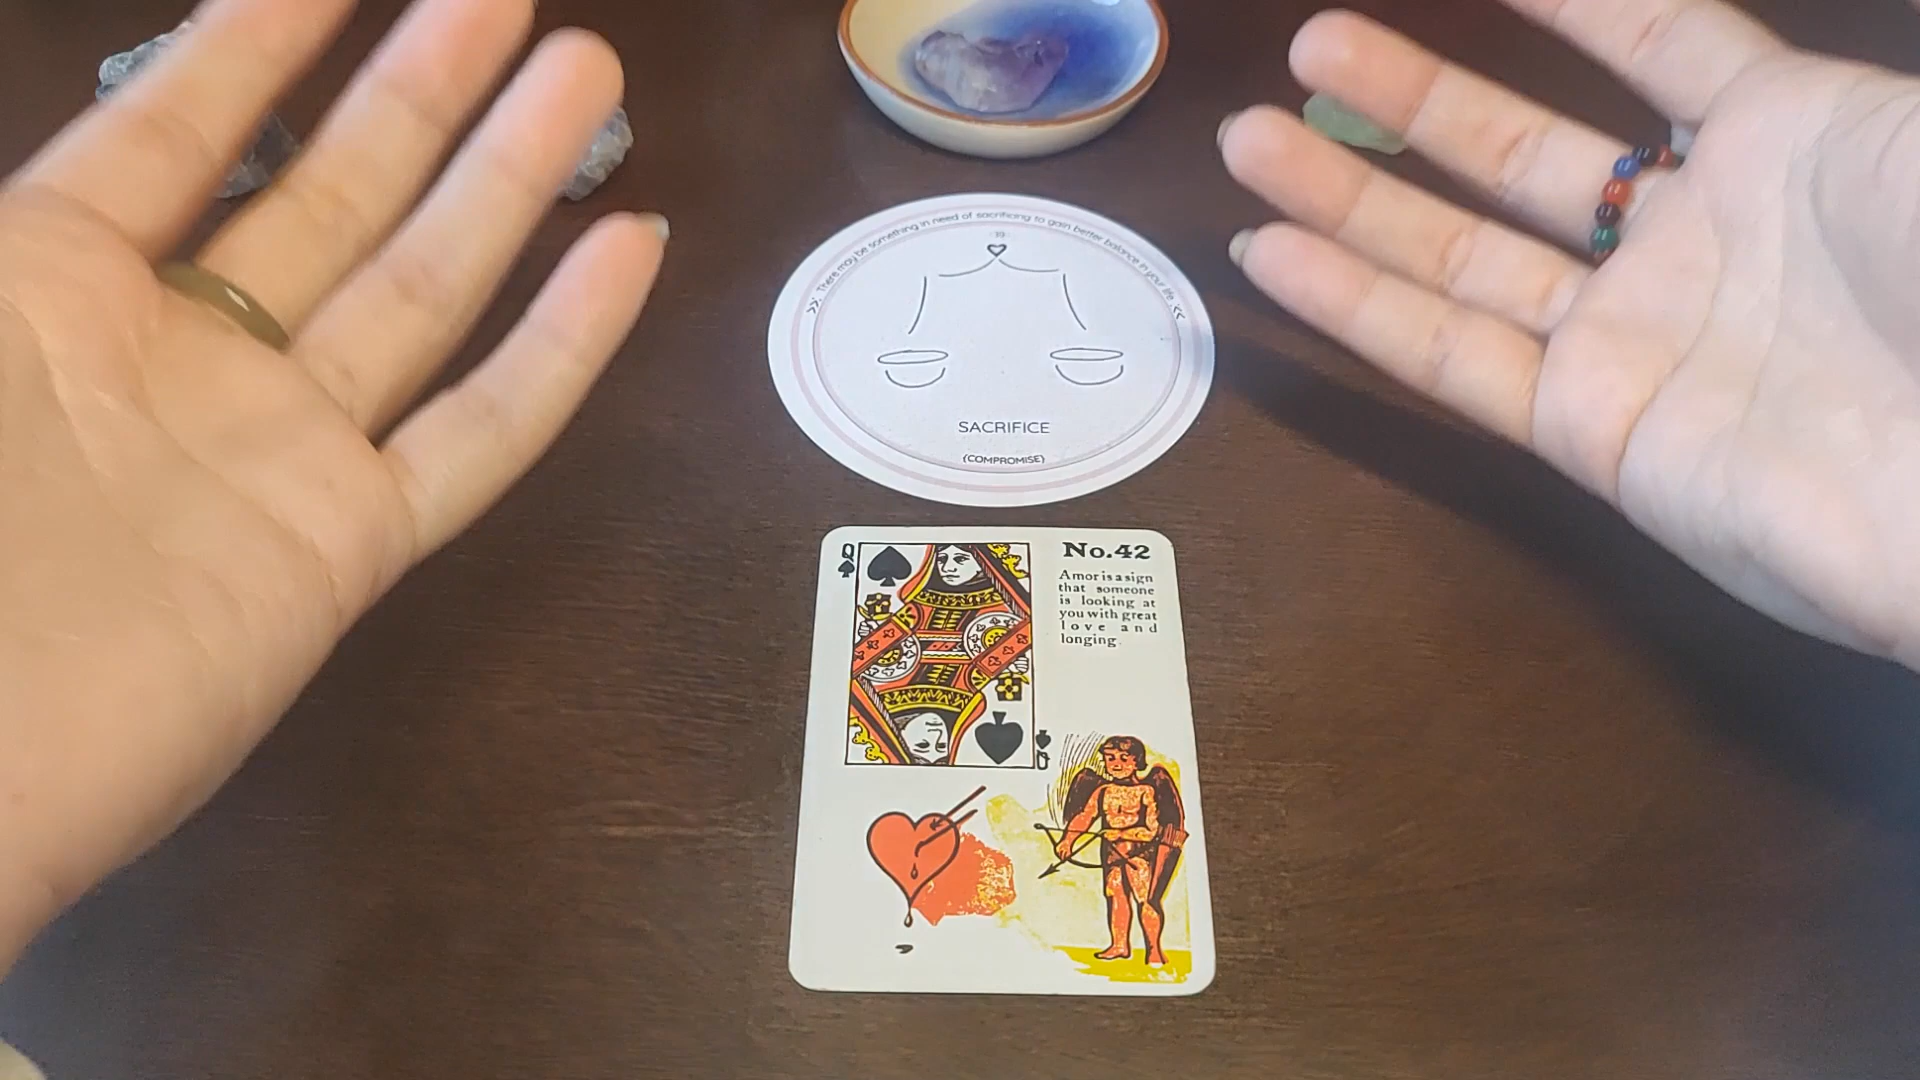 >> There may be something in need of sacrificing to gain better balance in your life <<
39
SACRIFICE
(COMPROMISE)
Q
No.42
Amor is a sign
that someone
is looking at
you with great
love and
longing.
Q